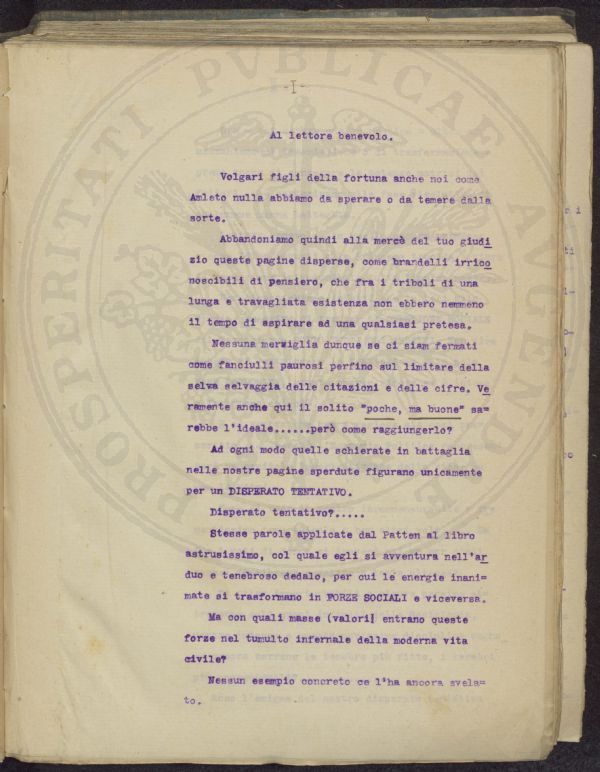 -I-
Al lettore benevolo.
Volgari figli della fortuna anche noi come
Amleto nulla abbiamo da sperare o da temere dalla
sorte.
Abbandoniamo quindi alla mercè del tuo giudi
zio queste pagine disperse, come brandelli irrico
noscibili di pensiero, che fra i triboli di una
lunga e travagliata esistenza non ebbero nemmeno
il tempo di aspirare ad una qualsiasi pretesa.
Nessuna merviglia dunque se ci siam fermati
come fanciulli paurosi perfino sul limitare della
selva selvaggia delle citazioni e delle cifre. Ve
ramente anche qui il solito "poche, ma buone" sa=
rebbe l'ideale......però come raggiungerlo?
Ad ogni modo quelle schierate in battaglia
nelle nostre pagine sperdute figurano unicamente
per un DISPERATO TENTATIVO.
Disperato tentativo?.....
Stesse parole applicate dal Patten al libro
astrusissimo, col quale egli si avventura nell'ar
duo e tenebroso dedalo, per cui le energie inani=
mate si trasformano in FORZE SOCIALI e viceversa.
Ma con quali masse (valori! entrano queste
forze nel tumulto infernale della moderna vita
civile?
Nessun esempio concreto ce l'ha ancora svela=
to.
PROSPERITATI PVBLICAE AVGENDAE